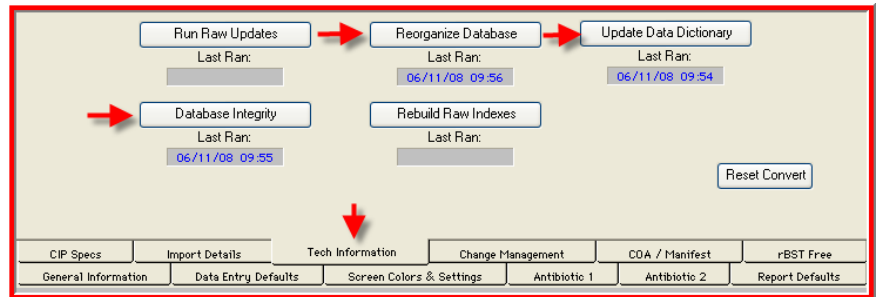 Run Raw Updates Reorganize Database Update Data Dictionary
Last Ran: Last Ran: Last Ran:
06/11/08 09:56 06/11/08 09:54
Database Integrity Rebuild Raw Indexes
Last Ran: Last Ran:
06/11/08 09:55
Reset Convert
CIP Specs Import Details Tech Information Change Management COA / Manifest rBST Free
General Information Data Entry Defaults Screen Colors & Settings Antibiotic 1 Antibiotic 2 Report Defaults